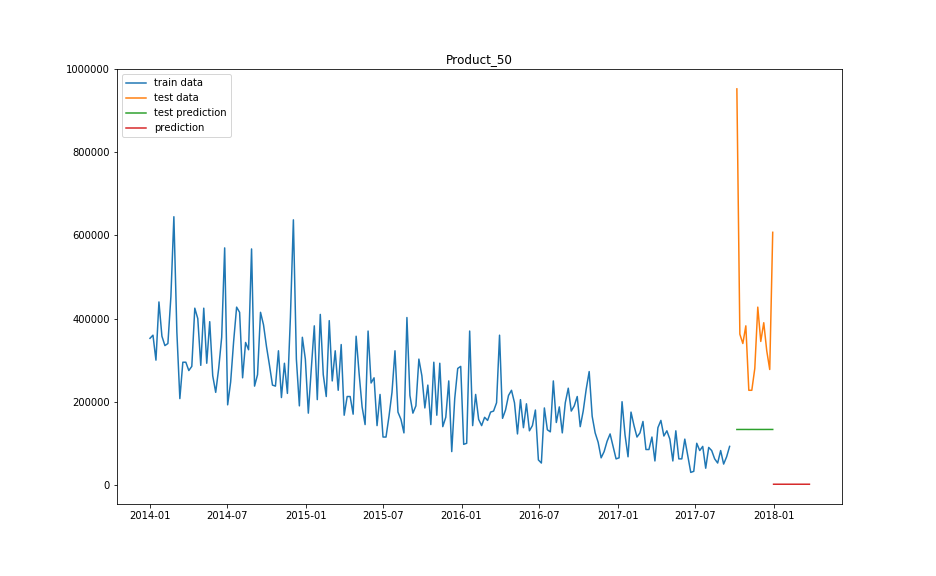 Product_50
train data
test data
test prediction
prediction
1000000
800000
600000
400000
200000
0
2014-01 2014-07 2015-01 2015-07 2016-01 2016-07 2017-01 2017-07 2018-01